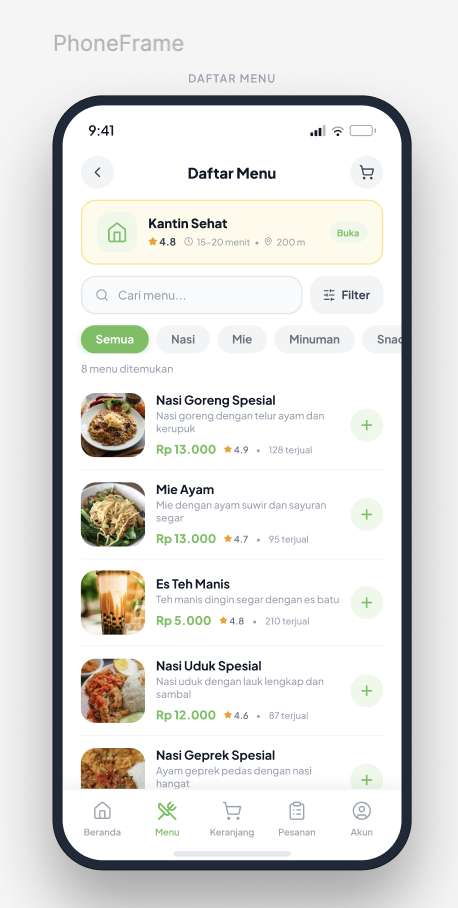 PhoneFrame
DAFTAR MENU
9:41
Daftar Menu
Kantin Sehat
4.8 15–20 menit • 200 m
Buka
Cari menu...
Filter
Semua Nasi Mie Minuman Snac
8 menu ditemukan
Nasi Goreng Spesial
Nasi goreng dengan telur ayam dan
kerupuk
Rp 13.000 4.9 • 128 terjual
Mie Ayam
Mie dengan ayam suwir dan sayuran
segar
Rp 13.000 4.7 • 95 terjual
Es Teh Manis
Teh manis dingin segar dengan es batu
Rp 5.000 4.8 • 210 terjual
Nasi Uduk Spesial
Nasi uduk dengan lauk lengkap dan
sambal
Rp 12.000 4.6 • 87 terjual
Nasi Geprek Spesial
Ayam geprek pedas dengan nasi
hangat
Beranda Menu Keranjang Pesanan Akun